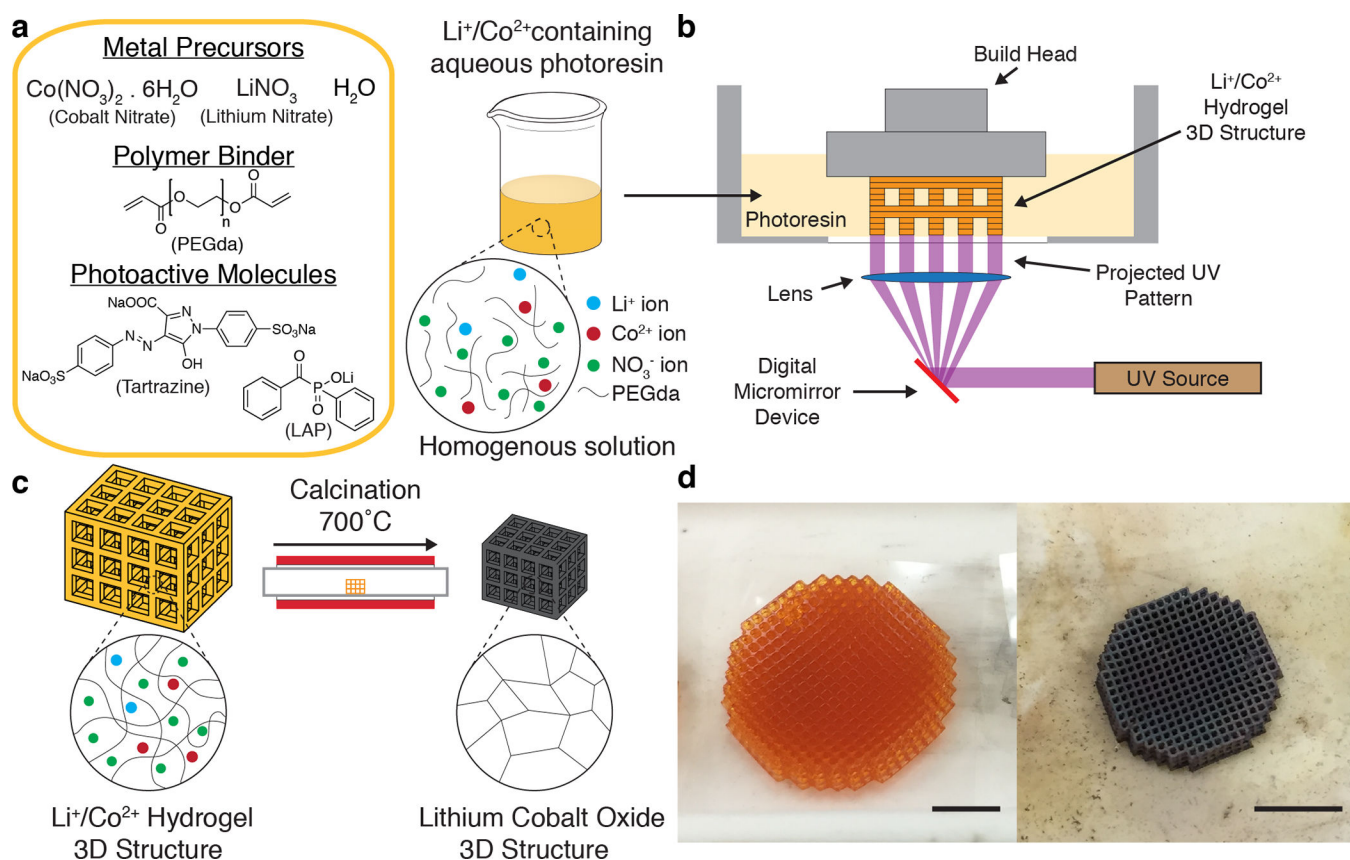 a
Metal Precursors
Co(NO₃)₂ . 6H₂O LiNO₃ H₂O
(Cobalt Nitrate) (Lithium Nitrate)
Polymer Binder
O
O
O
n
O
(PEGda)
Photoactive Molecules
NaOOC
N
N
SO₃Na
N
N
OH
NaO₃S
(Tartrazine)
O
OLi
P
O
(LAP)
Li⁺/Co²⁺containing
aqueous photoresin
Li⁺ ion
Co²⁺ ion
NO₃⁻ ion
PEGda
Homogenous solution
b
Build Head
Li⁺/Co²⁺
Hydrogel
3D Structure
Photoresin
Lens
Projected UV
Pattern
Digital
Micromirror
Device
UV Source
c
Calcination
700˚C
Li⁺/Co²⁺ Hydrogel
3D Structure
Lithium Cobalt Oxide
3D Structure
d